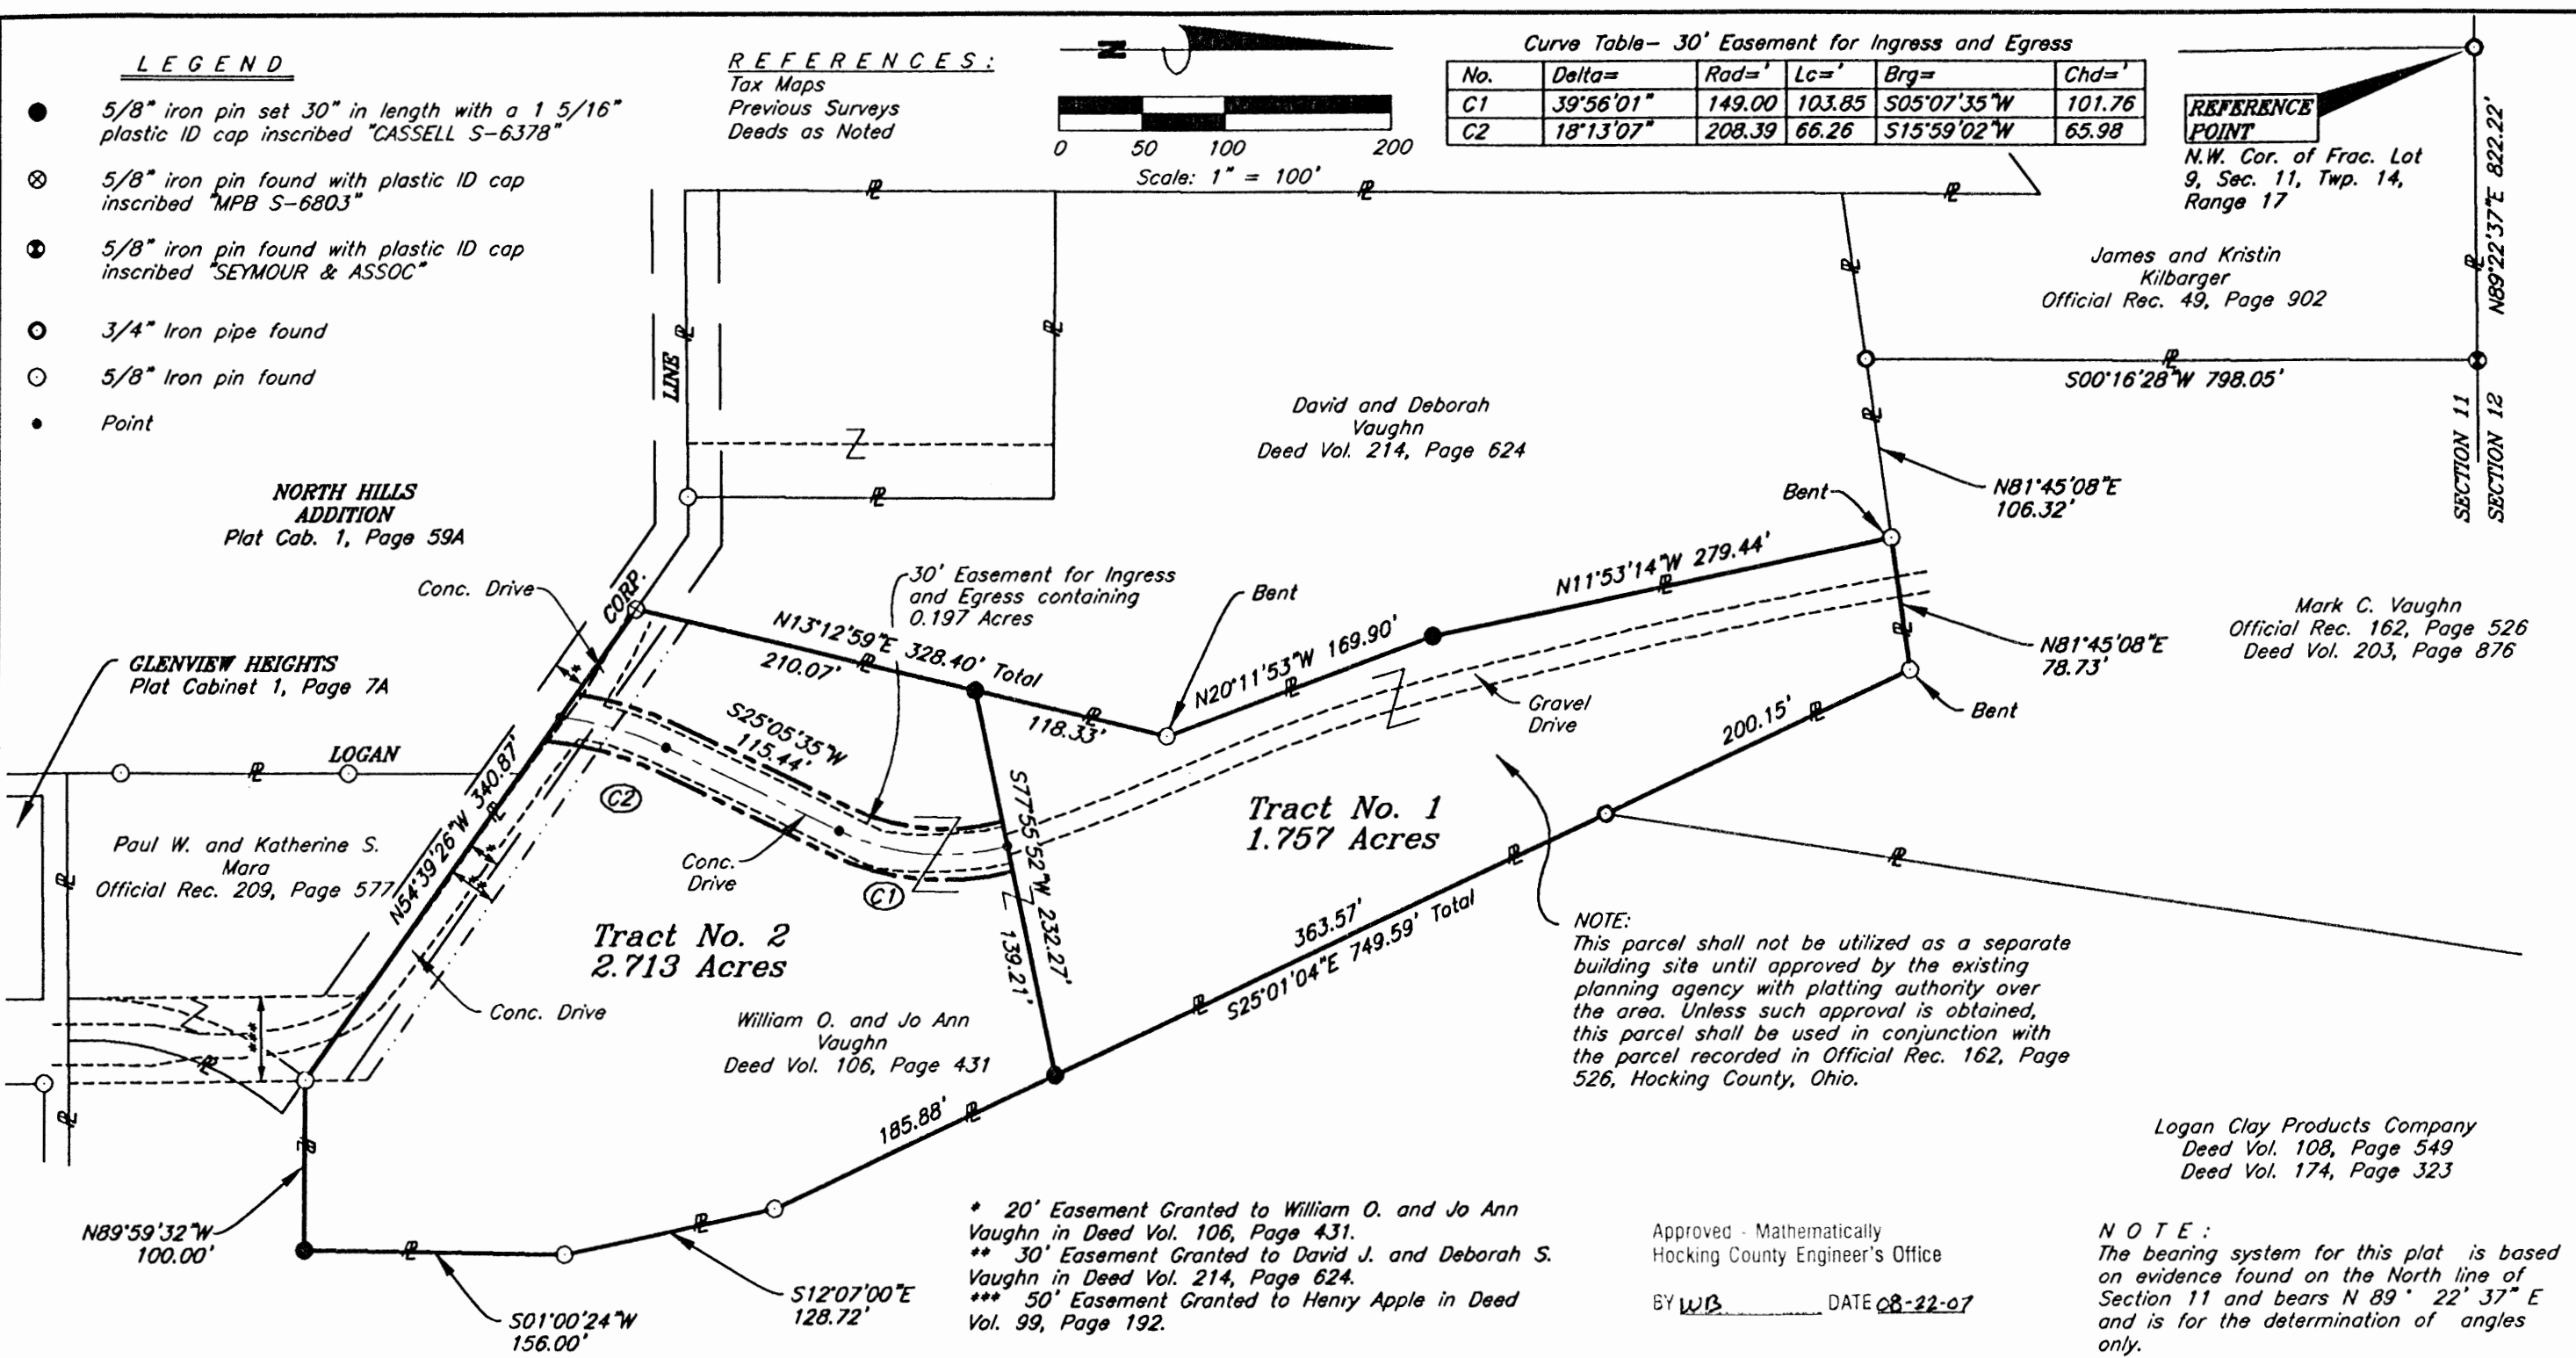 LEGEND
5/8" iron pin set 30" in length with a 1 5/16"
plastic ID cap inscribed "CASSELL S-6378"
5/8" iron pin found with plastic ID cap
inscribed "MPB S-6803"
5/8" iron pin found with plastic ID cap
inscribed "SEYMOUR & ASSOC"
3/4" Iron pipe found
5/8" Iron pin found
Point
REFERENCES:
Tax Maps
Previous Surveys
Deeds as Noted
N
0 50 100 200
Scale: 1" = 100'
Curve Table- 30' Easement for Ingress and Egress
No. Delta= Rad=' Lc=' Brg= Chd='
C1 39°56'01" 149.00 103.85 S05°07'35"W 101.76
C2 18°13'07" 208.39 66.26 S15°59'02"W 65.98
REFERENCE
POINT
N.W. Cor. of Frac. Lot
9, Sec. 11, Twp. 14,
Range 17
N89°22'37"E 822.22'
James and Kristin
Kilbarger
Official Rec. 49, Page 902
S00°16'28"W 798.05'
SECTION 11
SECTION 12
LINE
David and Deborah
Vaughn
Deed Vol. 214, Page 624
N81°45'08"E
106.32'
Bent
NORTH HILLS
ADDITION
Plat Cab. 1, Page 59A
Conc. Drive
CORP.
30' Easement for Ingress
and Egress containing
0.197 Acres
Bent
N11°53'14"W 279.44'
N13°12'59"E 328.40' Total
210.07'
118.33'
N20°11'53"W 169.90'
Mark C. Vaughn
Official Rec. 162, Page 526
Deed Vol. 203, Page 876
N81°45'08"E
78.73'
Bent
GLENVIEW HEIGHTS
Plat Cabinet 1, Page 7A
*
S25°05'35"W
115.44'
Gravel
Drive
200.15'
LOGAN
C2
S77°55'52"W 232.27'
139.21'
Tract No. 1
1.757 Acres
Paul W. and Katherine S.
Mara
Official Rec. 209, Page 577
N54°39'26"W 340.87'
*
**
Conc.
Drive
C1
363.57'
S25°01'04"E 749.59' Total
Tract No. 2
2.713 Acres
NOTE:
This parcel shall not be utilized as a separate
building site until approved by the existing
planning agency with platting authority over
the area. Unless such approval is obtained,
this parcel shall be used in conjunction with
the parcel recorded in Official Rec. 162, Page
526, Hocking County, Ohio.
***
Conc. Drive
William O. and Jo Ann
Vaughn
Deed Vol. 106, Page 431
185.88'
N89°59'32"W
100.00'
S01°00'24"W
156.00'
S12°07'00"E
128.72'
* 20' Easement Granted to William O. and Jo Ann
Vaughn in Deed Vol. 106, Page 431.
** 30' Easement Granted to David J. and Deborah S.
Vaughn in Deed Vol. 214, Page 624.
*** 50' Easement Granted to Henry Apple in Deed
Vol. 99, Page 192.
Approved - Mathematically
Hocking County Engineer's Office
BY WB DATE 08-22-07
Logan Clay Products Company
Deed Vol. 108, Page 549
Deed Vol. 174, Page 323
NOTE:
The bearing system for this plat is based
on evidence found on the North line of
Section 11 and bears N 89° 22' 37" E
and is for the determination of angles
only.